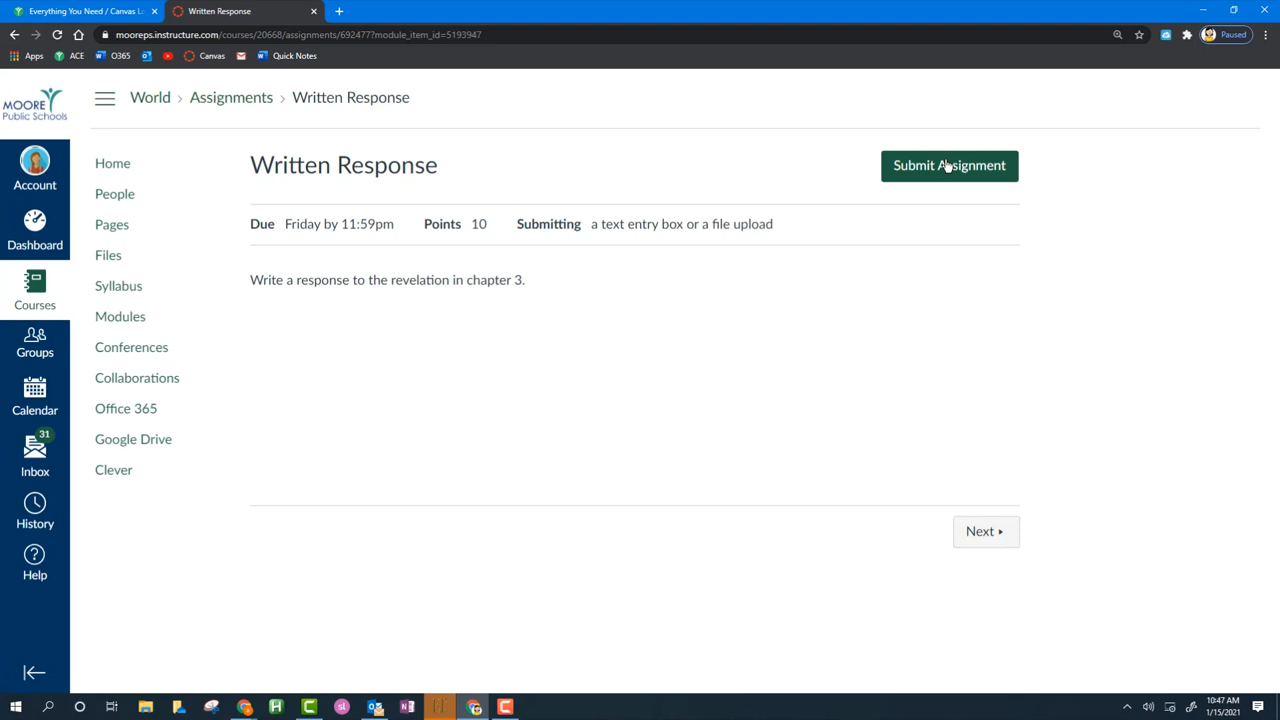 Everything You Need / Canvas L
Written Response
mooreps.instructure.com/courses/20668/assignments/692477?module_item_id=5193947
Paused
Apps
ACE
O365
Canvas
Quick Notes
MOORE
Public Schools
World › Assignments › Written Response
Account
Dashboard
Courses
Groups
Calendar
31
Inbox
History
Help
Home
People
Pages
Files
Syllabus
Modules
Conferences
Collaborations
Office 365
Google Drive
Clever
Written Response
Submit Assignment
Due Friday by 11:59pm Points 10 Submitting a text entry box or a file upload
Write a response to the revelation in chapter 3.
Next ▸
10:47 AM
1/15/2021